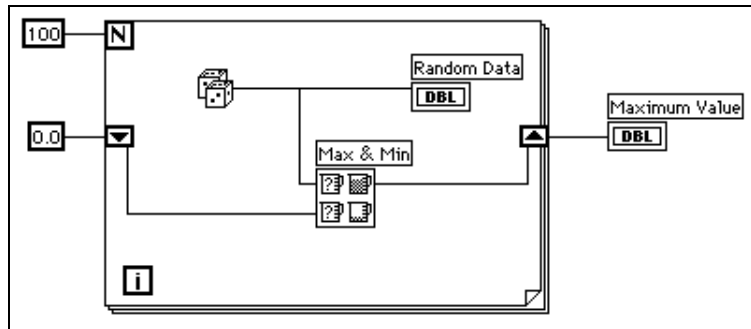 100
N
Random Data
DBL
Maximum Value
DBL
0.0
Max & Min
?
?
i